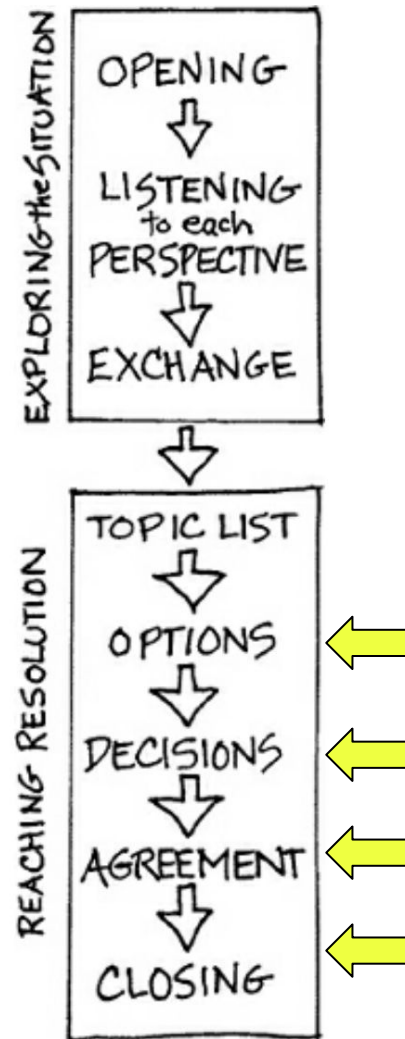 EXPLORING the SITUATION
OPENING
LISTENING
to each
PERSPECTIVE
EXCHANGE
REACHING RESOLUTION
TOPIC LIST
OPTIONS
DECISIONS
AGREEMENT
CLOSING